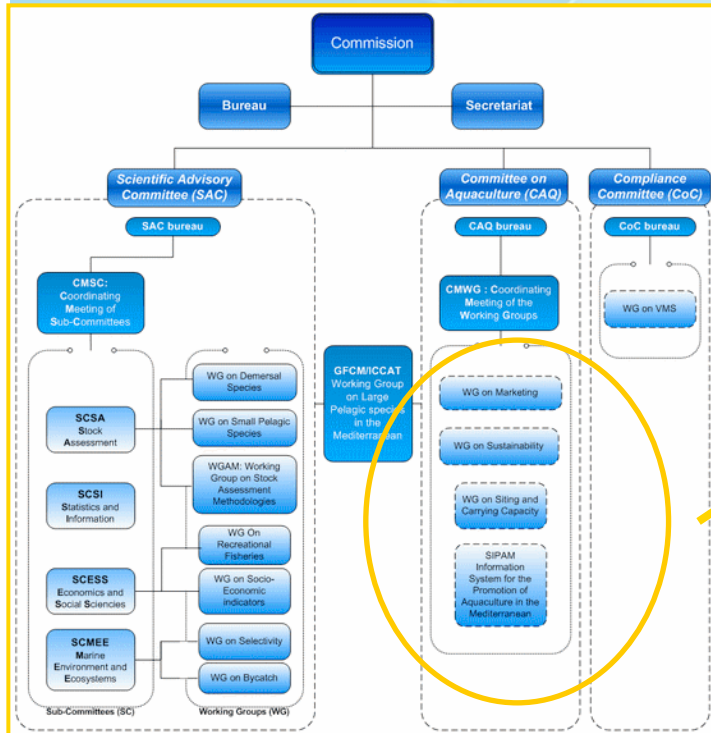 Commission
Bureau
Secretariat
Scientific Advisory
Committee (SAC)
Committee on
Aquaculture (CAQ)
Compliance
Committee (CoC)
SAC bureau
CAQ bureau
CoC bureau
CMSC:
Coordinating
Meeting of
Sub-Committees
CMWG : Coordinating
Meeting of the
Working Groups
WG on VMS
GFCM/ICCAT
Working Group
on Large
Pelagic species
in the
Mediterranean
SCSA
Stock
Assessment
SCSI
Statistics and
Information
SCESS
Economics and
Social Sciences
SCMEE
Marine
Environment and
Ecosystems
Sub-Committees (SC)
WG on Demersal
Species
WG on Small Pelagic
Species
WGAM: Working
Group on Stock
Assessment
Methodologies
WG On
Recreational
Fisheries
WG on Socio-
Economic
indicators
WG on Selectivity
WG on Bycatch
Working Groups (WG)
WG on Marketing
WG on Sustainability
WG on Siting and
Carrying Capacity
SIPAM
Information
System for the
Promotion of
Aquaculture in the
Mediterranean